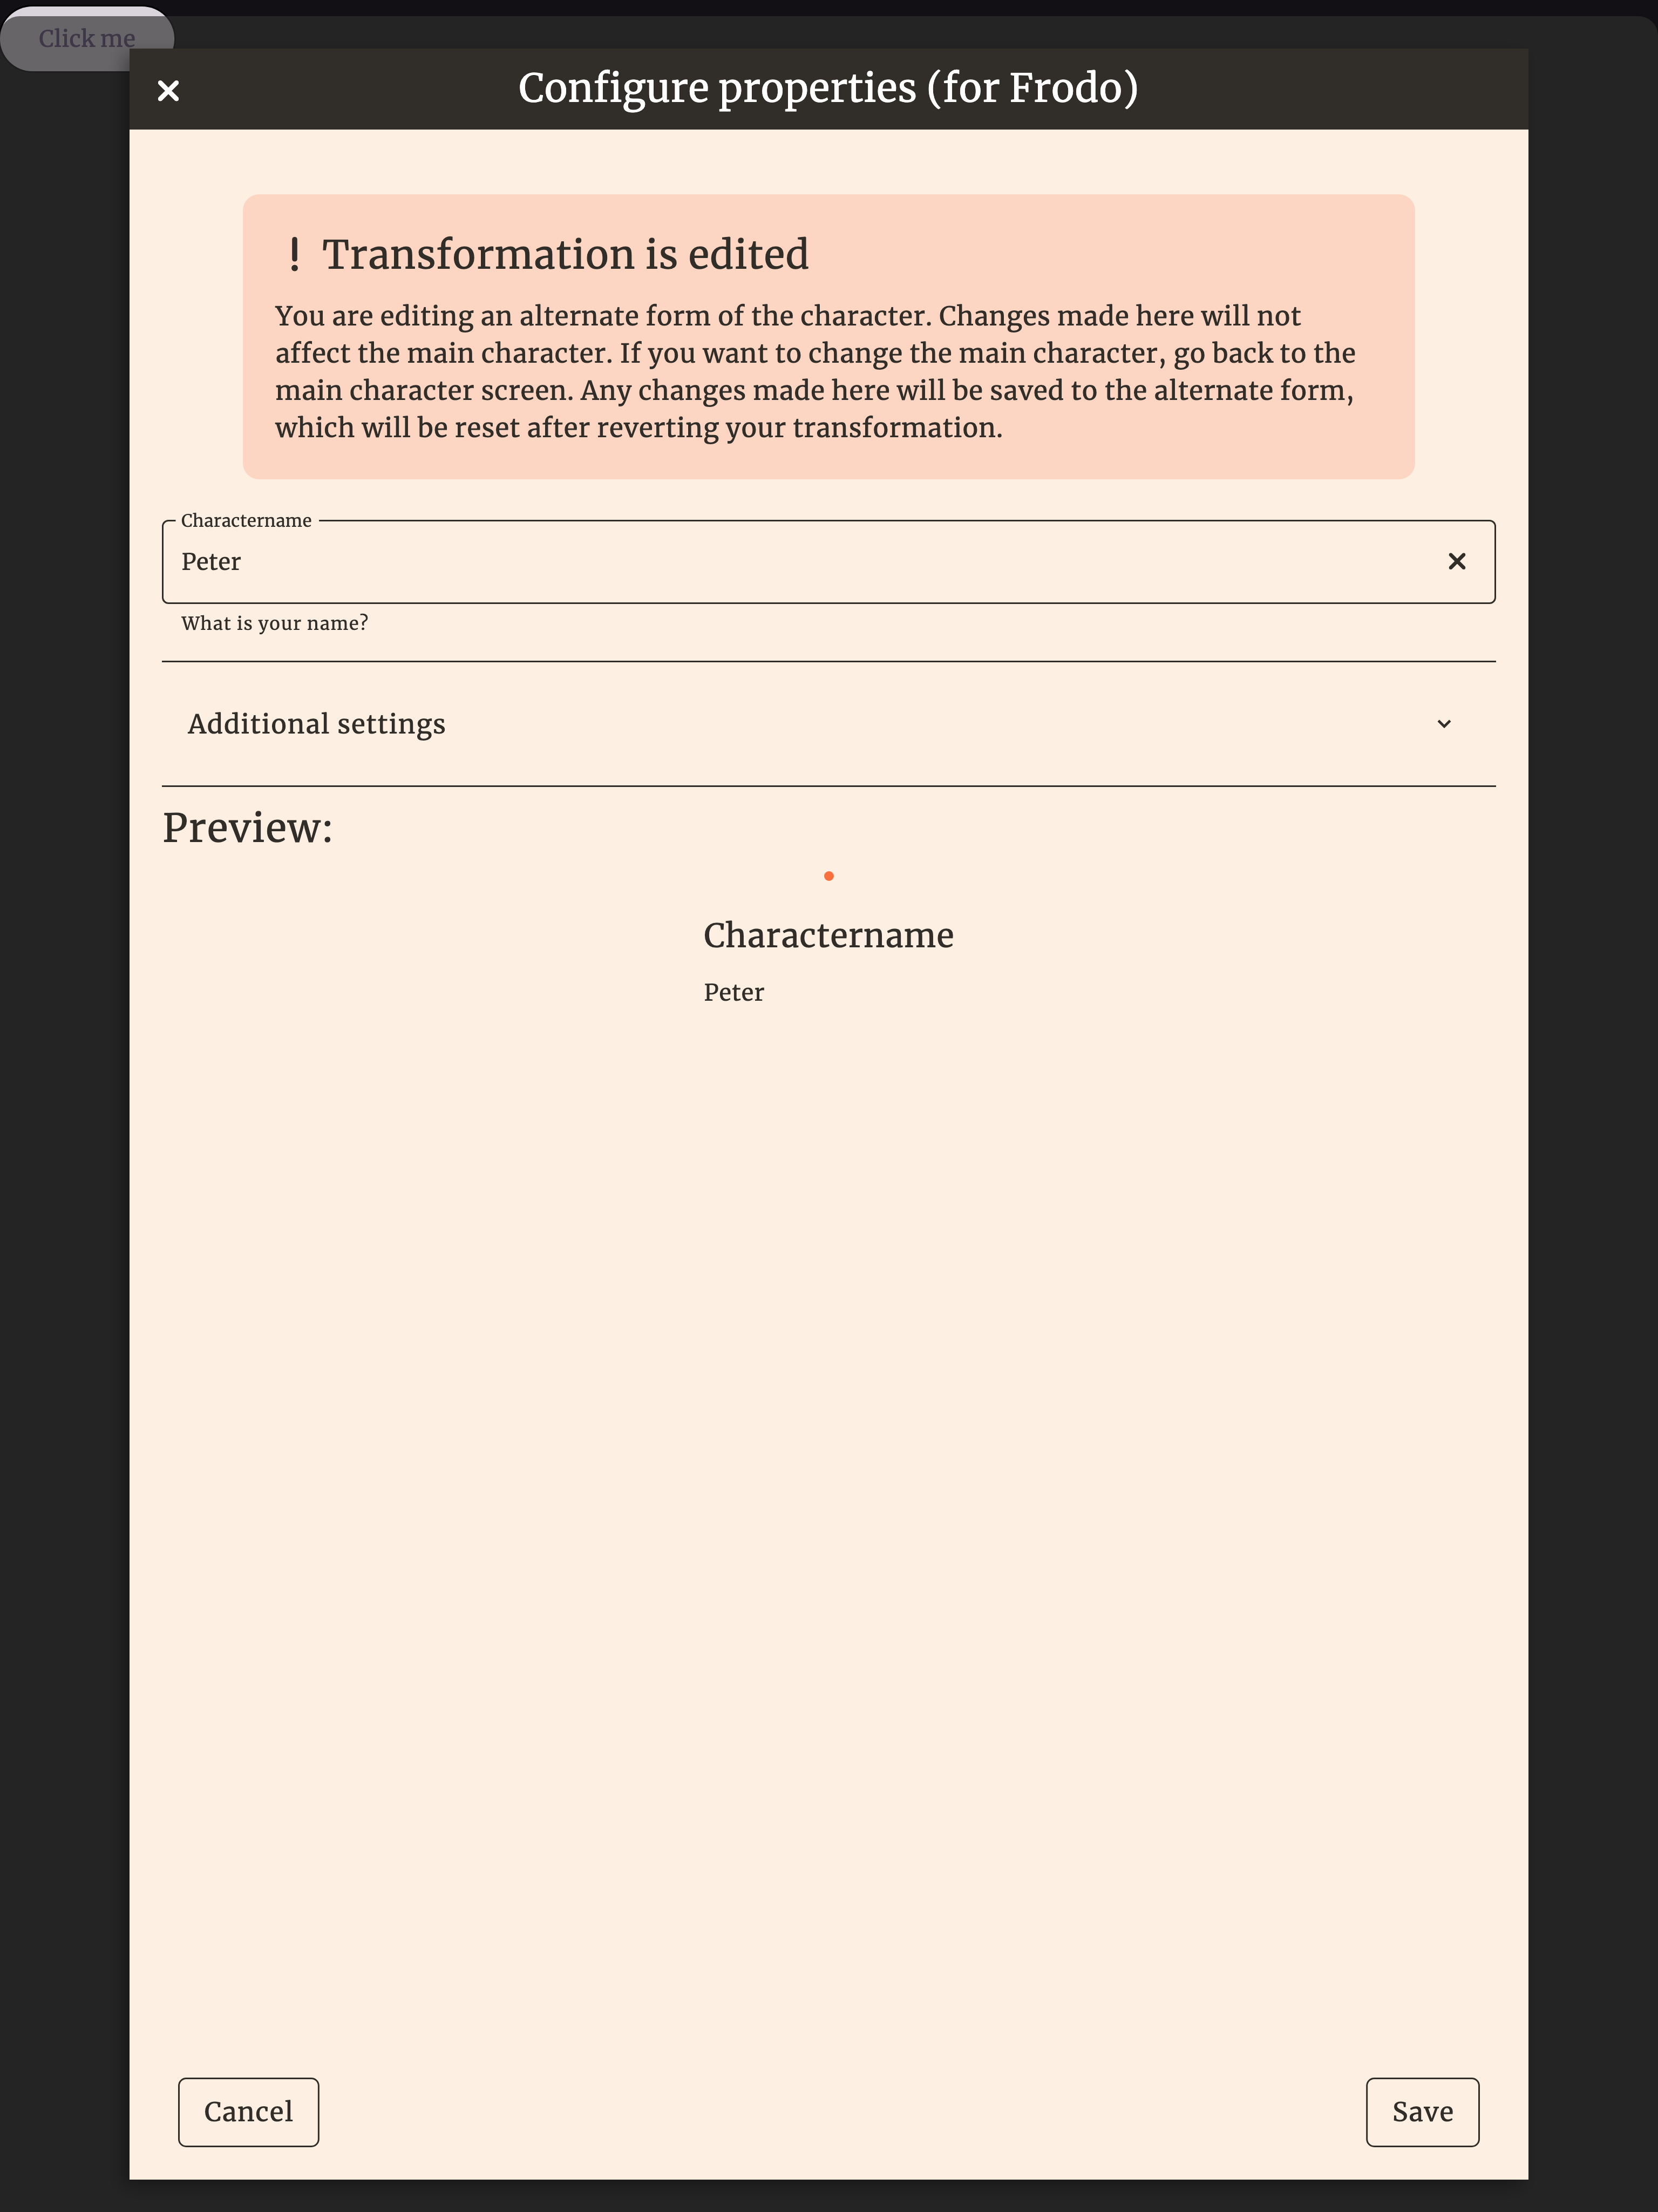 Click me
Configure properties (for Frodo)
! Transformation is edited
You are editing an alternate form of the character. Changes made here will not
affect the main character. If you want to change the main character, go back to the
main character screen. Any changes made here will be saved to the alternate form,
which will be reset after reverting your transformation.
Charactername
Peter
What is your name?
Additional settings
Preview:
Charactername
Peter
Cancel
Save